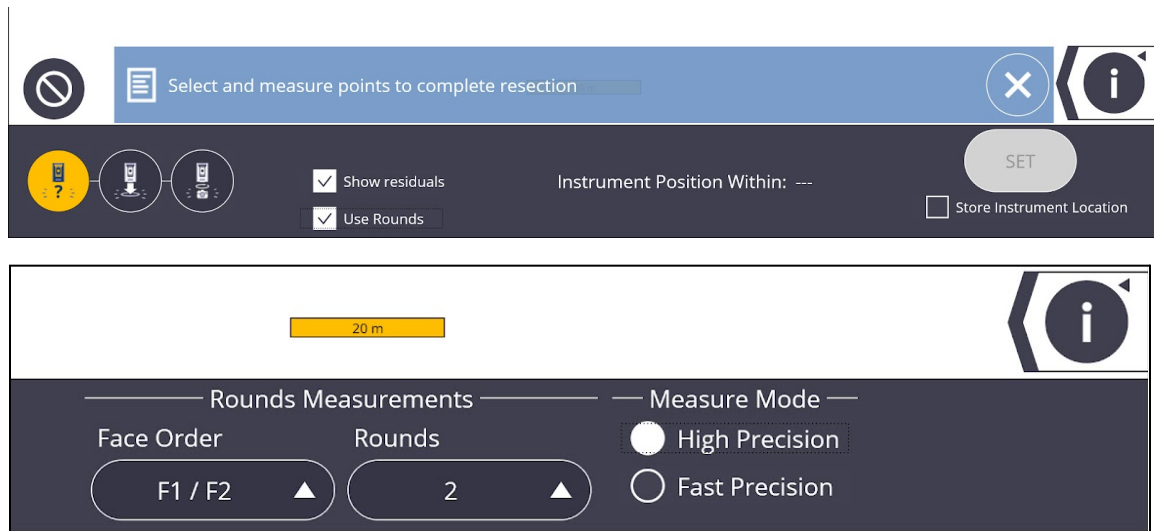 Select and measure points to complete resection
i
?
Show residuals
Use Rounds
Instrument Position Within: ---
SET
Store Instrument Location
20 m
i
Rounds Measurements
Measure Mode
Face Order
Rounds
High Precision
F1 / F2
2
Fast Precision